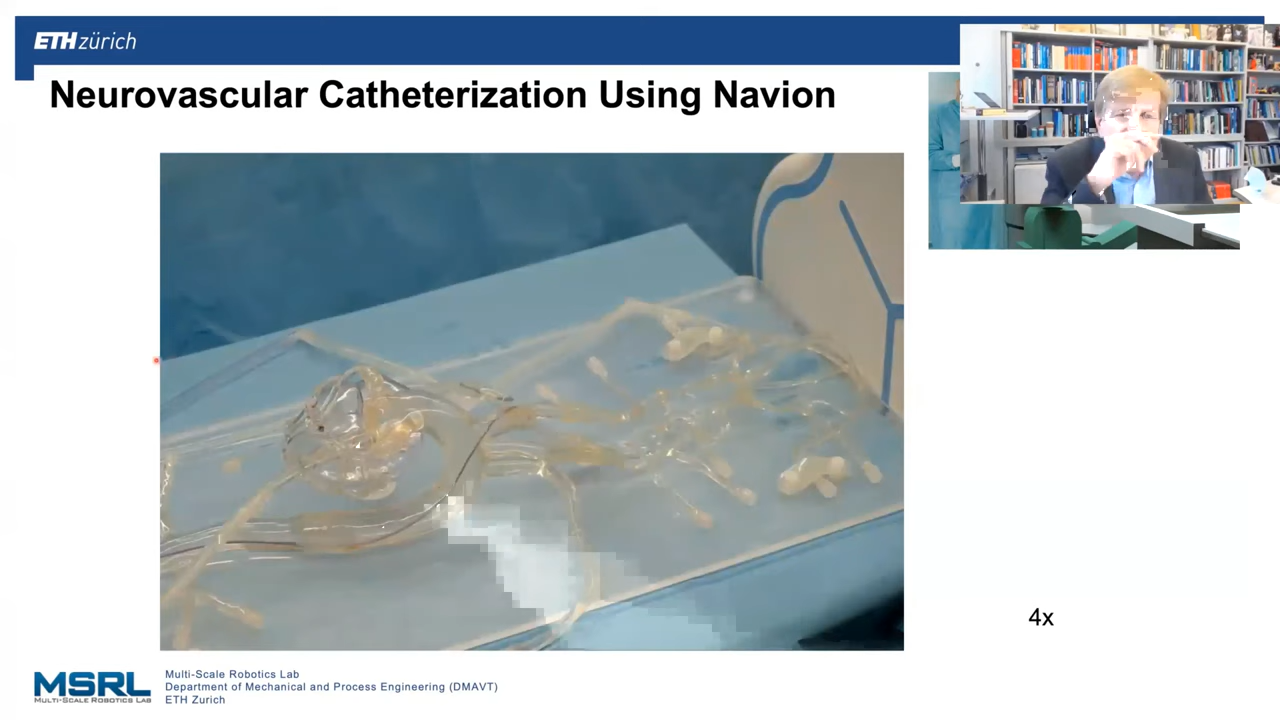 ETH zürich
Neurovascular Catheterization Using Navion
4x
MSRL
MULTI-SCALE ROBOTICS LAB
Multi-Scale Robotics Lab
Department of Mechanical and Process Engineering (DMAVT)
ETH Zurich